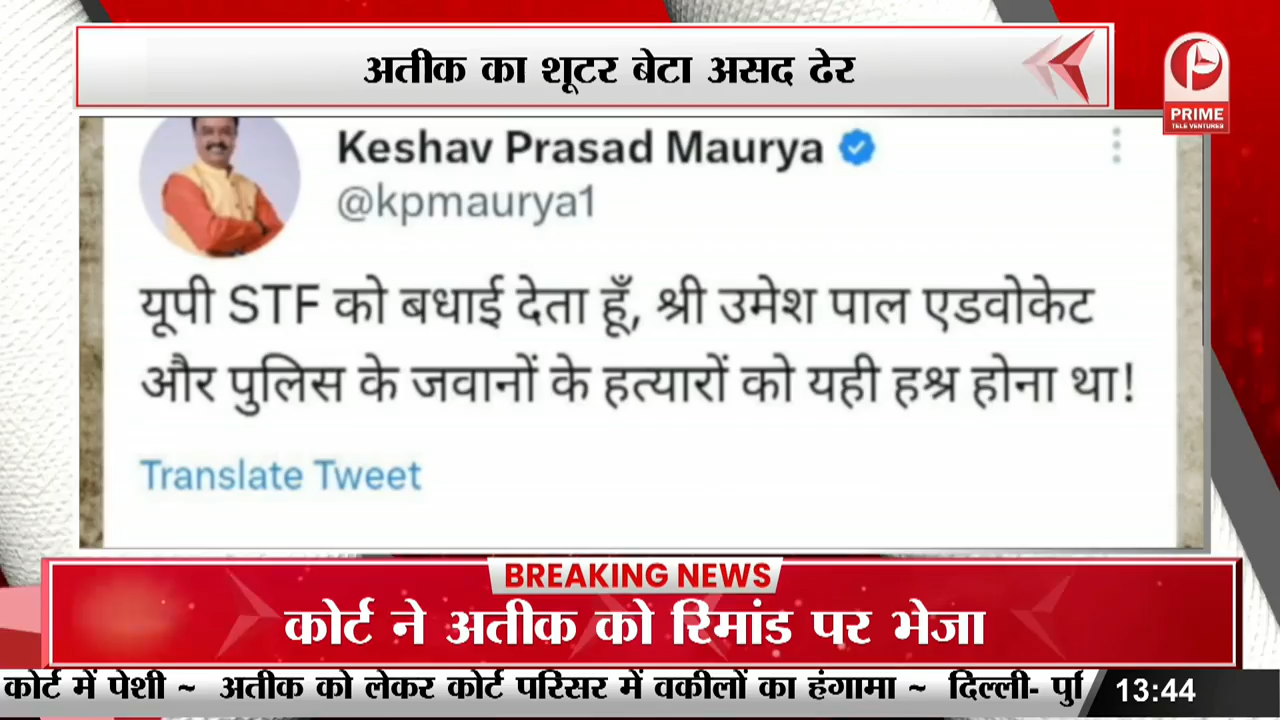 अतीक का शूटर बेटा असद ढेर
PRIME
TELE VENTURES
Keshav Prasad Maurya
@kpmaurya1
यूपी STF को बधाई देता हूँ, श्री उमेश पाल एडवोकेट
और पुलिस के जवानों के हत्यारों को यही हश्र होना था!
Translate Tweet
BREAKING NEWS
कोर्ट ने अतीक को रिमांड पर भेजा
कोर्ट में पेशी ~ अतीक को लेकर कोर्ट परिसर में वकीलों का हंगामा ~ दिल्ली-
13:44